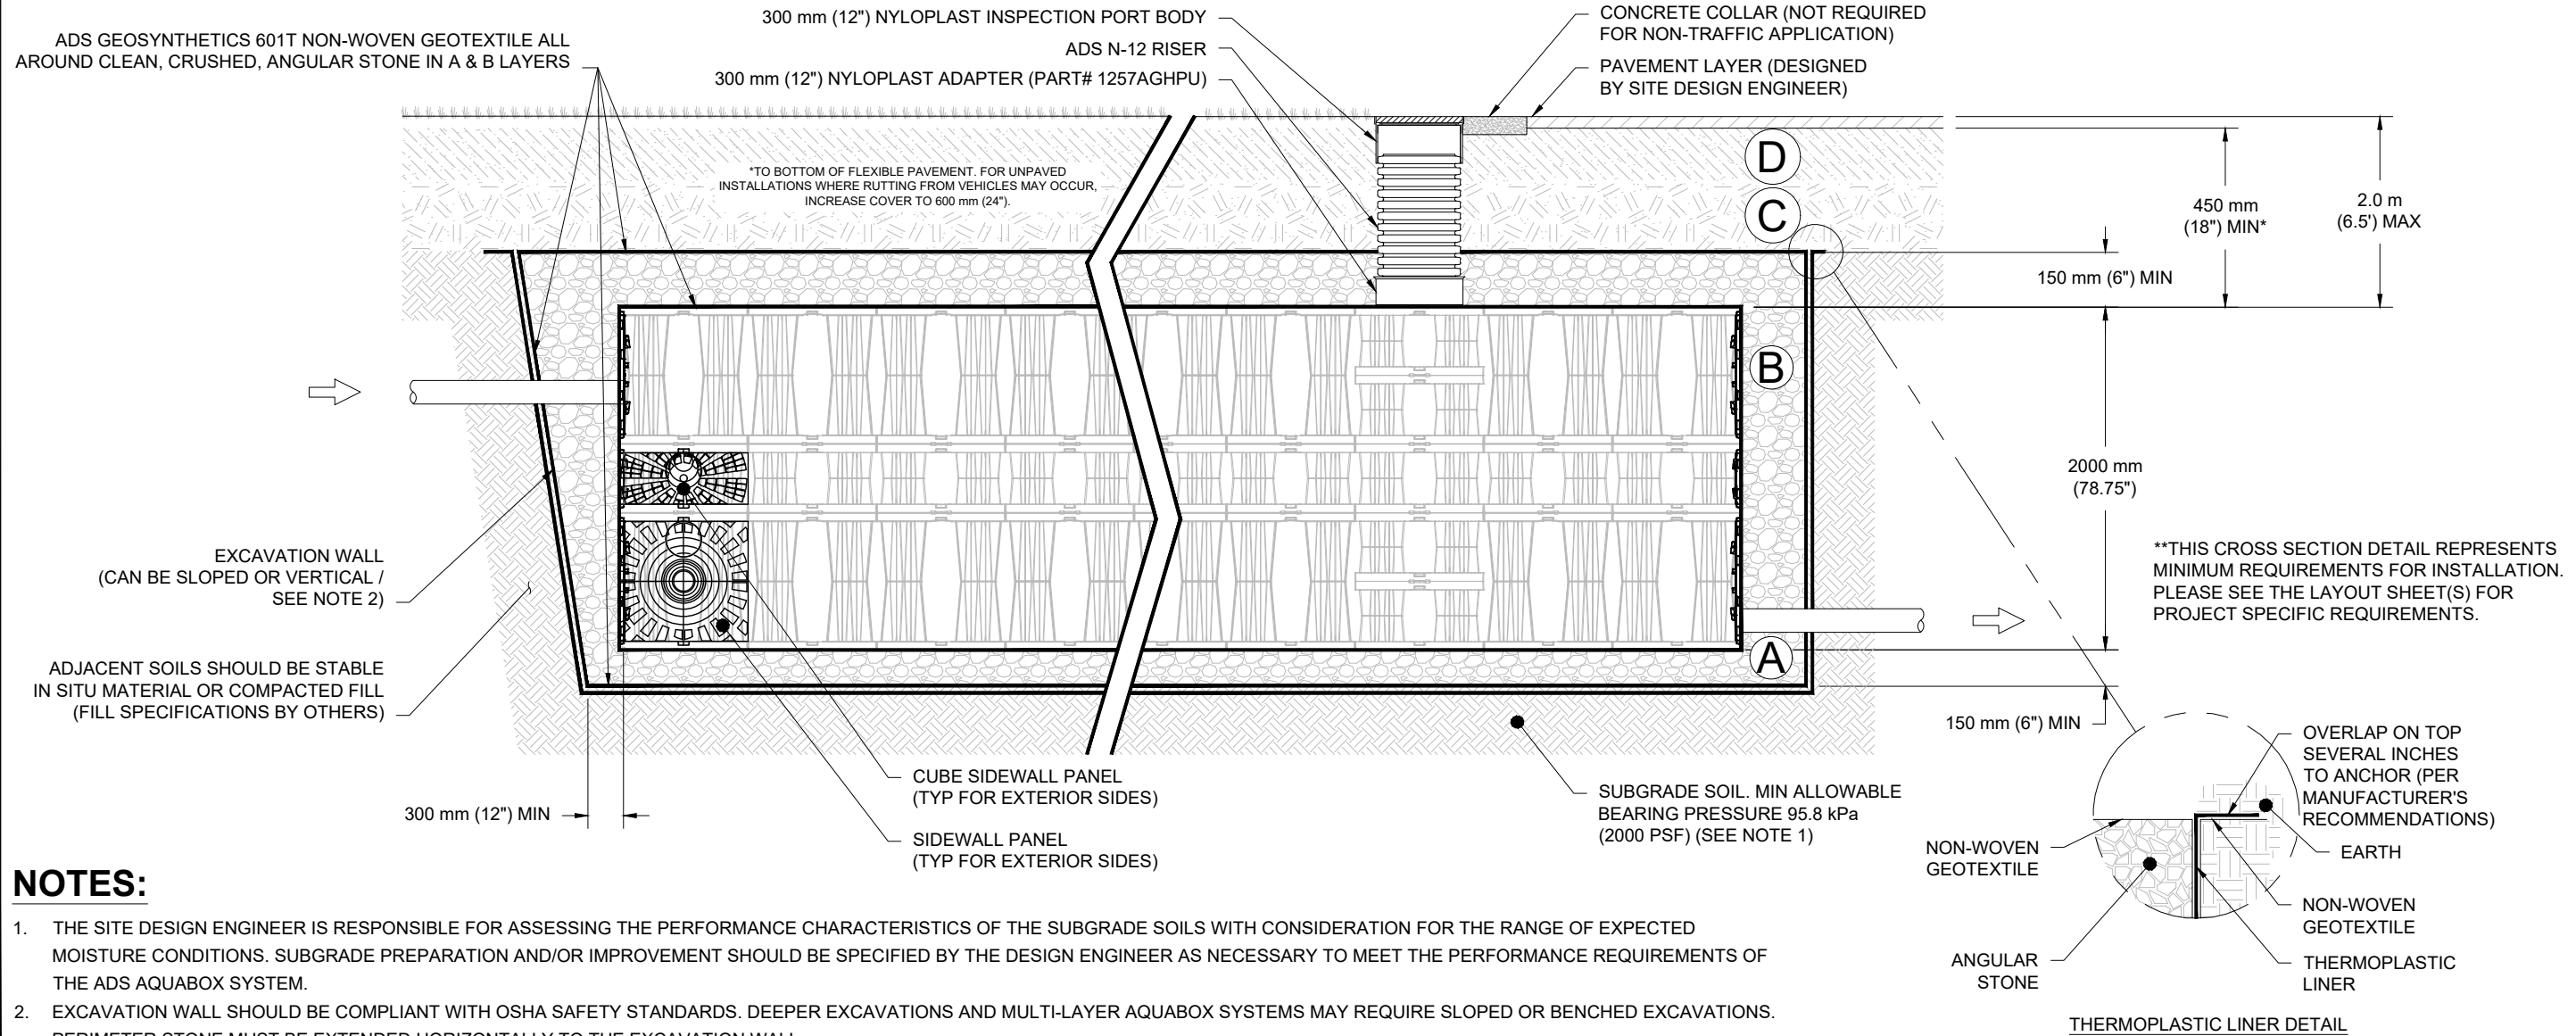 300 mm (12") NYLOPLAST INSPECTION PORT BODY
ADS N-12 RISER
300 mm (12") NYLOPLAST ADAPTER (PART# 1257AGHPU)
CONCRETE COLLAR (NOT REQUIRED
FOR NON-TRAFFIC APPLICATION)
PAVEMENT LAYER (DESIGNED
BY SITE DESIGN ENGINEER)
ADS GEOSYNTHETICS 601T NON-WOVEN GEOTEXTILE ALL
AROUND CLEAN, CRUSHED, ANGULAR STONE IN A & B LAYERS
*TO BOTTOM OF FLEXIBLE PAVEMENT. FOR UNPAVED
INSTALLATIONS WHERE RUTTING FROM VEHICLES MAY OCCUR,
INCREASE COVER TO 600 mm (24").
D
C
B
A
450 mm
(18") MIN*
2.0 m
(6.5') MAX
150 mm (6") MIN
2000 mm
(78.75")
**THIS CROSS SECTION DETAIL REPRESENTS
MINIMUM REQUIREMENTS FOR INSTALLATION.
PLEASE SEE THE LAYOUT SHEET(S) FOR
PROJECT SPECIFIC REQUIREMENTS.
150 mm (6") MIN
EXCAVATION WALL
(CAN BE SLOPED OR VERTICAL /
SEE NOTE 2)
ADJACENT SOILS SHOULD BE STABLE
IN SITU MATERIAL OR COMPACTED FILL
(FILL SPECIFICATIONS BY OTHERS)
300 mm (12") MIN
CUBE SIDEWALL PANEL
(TYP FOR EXTERIOR SIDES)
SIDEWALL PANEL
(TYP FOR EXTERIOR SIDES)
SUBGRADE SOIL. MIN ALLOWABLE
BEARING PRESSURE 95.8 kPa
(2000 PSF) (SEE NOTE 1)
OVERLAP ON TOP
SEVERAL INCHES
TO ANCHOR (PER
MANUFACTURER'S
RECOMMENDATIONS)
EARTH
NON-WOVEN
GEOTEXTILE
NON-WOVEN
GEOTEXTILE
ANGULAR
STONE
THERMOPLASTIC
LINER
THERMOPLASTIC LINER DETAIL
NOTES:
1. THE SITE DESIGN ENGINEER IS RESPONSIBLE FOR ASSESSING THE PERFORMANCE CHARACTERISTICS OF THE SUBGRADE SOILS WITH CONSIDERATION FOR THE RANGE OF EXPECTED
MOISTURE CONDITIONS. SUBGRADE PREPARATION AND/OR IMPROVEMENT SHOULD BE SPECIFIED BY THE DESIGN ENGINEER AS NECESSARY TO MEET THE PERFORMANCE REQUIREMENTS OF
THE ADS AQUABOX SYSTEM.
2. EXCAVATION WALL SHOULD BE COMPLIANT WITH OSHA SAFETY STANDARDS. DEEPER EXCAVATIONS AND MULTI-LAYER AQUABOX SYSTEMS MAY REQUIRE SLOPED OR BENCHED EXCAVATIONS.
PERIMETER STONE MUST BE EXTENDED HORIZONTALLY TO THE EXCAVATION WALL